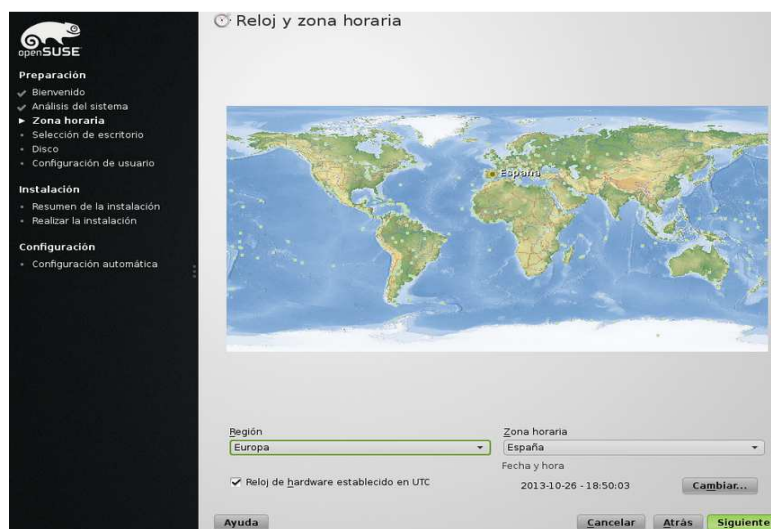 Reloj y zona horaria
openSUSE
Preparación
Bienvenido
Análisis del sistema
Zona horaria
Selección de escritorio
Disco
Configuración de usuario
Instalación
Resumen de la instalación
Realizar la instalación
Configuración
Configuración automática
España
Región
Europa
Zona horaria
España
Reloj de hardware establecido en UTC
Fecha y hora
2013-10-26 - 18:50:03
Cambiar...
Ayuda
Cancelar
Atrás
Siguiente